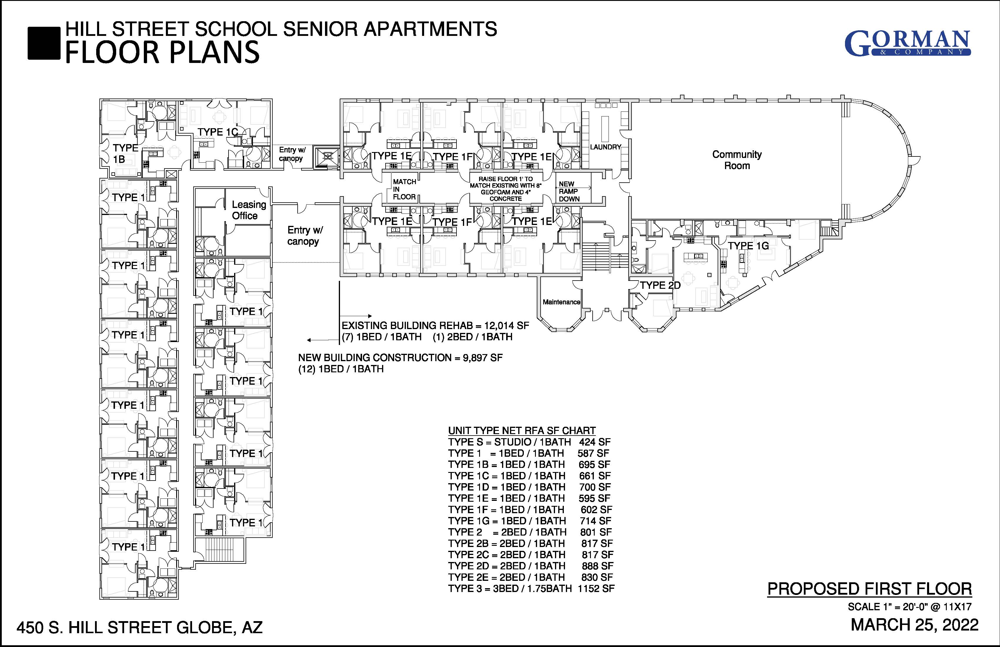 HILL STREET SCHOOL SENIOR APARTMENTS
FLOOR PLANS
GORMAN
& COMPANY
TYPE 1C
TYPE
1B
Entry w/
canopy
TYPE 1E
TYPE 1F
TYPE 1E
LAUNDRY
Community
Room
MATCH
IN
FLOOR
RAISE FLOOR 1' TO
MATCH EXISTING WITH 8"
GEOFOAM AND 4"
CONCRETE
NEW
RAMP
DOWN
TYPE 1
Leasing
Office
Entry w/
canopy
TYPE 1E
TYPE 1F
TYPE 1E
TYPE 1G
TYPE 1
TYPE 2D
Maintenance
TYPE 1
TYPE 1
TYPE 1
TYPE 1
TYPE 1
TYPE 1
TYPE 1
TYPE 1
TYPE 1
EXISTING BUILDING REHAB = 12,014 SF
(7) 1BED / 1BATH (1) 2BED / 1BATH
NEW BUILDING CONSTRUCTION = 9,897 SF
(12) 1BED / 1BATH
UNIT TYPE NET RFA SF CHART
TYPE S = STUDIO / 1BATH 424 SF
TYPE 1 = 1BED / 1BATH 587 SF
TYPE 1B = 1BED / 1BATH 695 SF
TYPE 1C = 1BED / 1BATH 661 SF
TYPE 1D = 1BED / 1BATH 700 SF
TYPE 1E = 1BED / 1BATH 595 SF
TYPE 1F = 1BED / 1BATH 602 SF
TYPE 1G = 1BED / 1BATH 714 SF
TYPE 2 = 2BED / 1BATH 801 SF
TYPE 2B = 2BED / 1BATH 817 SF
TYPE 2C = 2BED / 1BATH 817 SF
TYPE 2D = 2BED / 1BATH 888 SF
TYPE 2E = 2BED / 1BATH 830 SF
TYPE 3 = 3BED / 1.75BATH 1152 SF
PROPOSED FIRST FLOOR
SCALE 1" = 20'-0" @ 11X17
MARCH 25, 2022
450 S. HILL STREET GLOBE, AZ